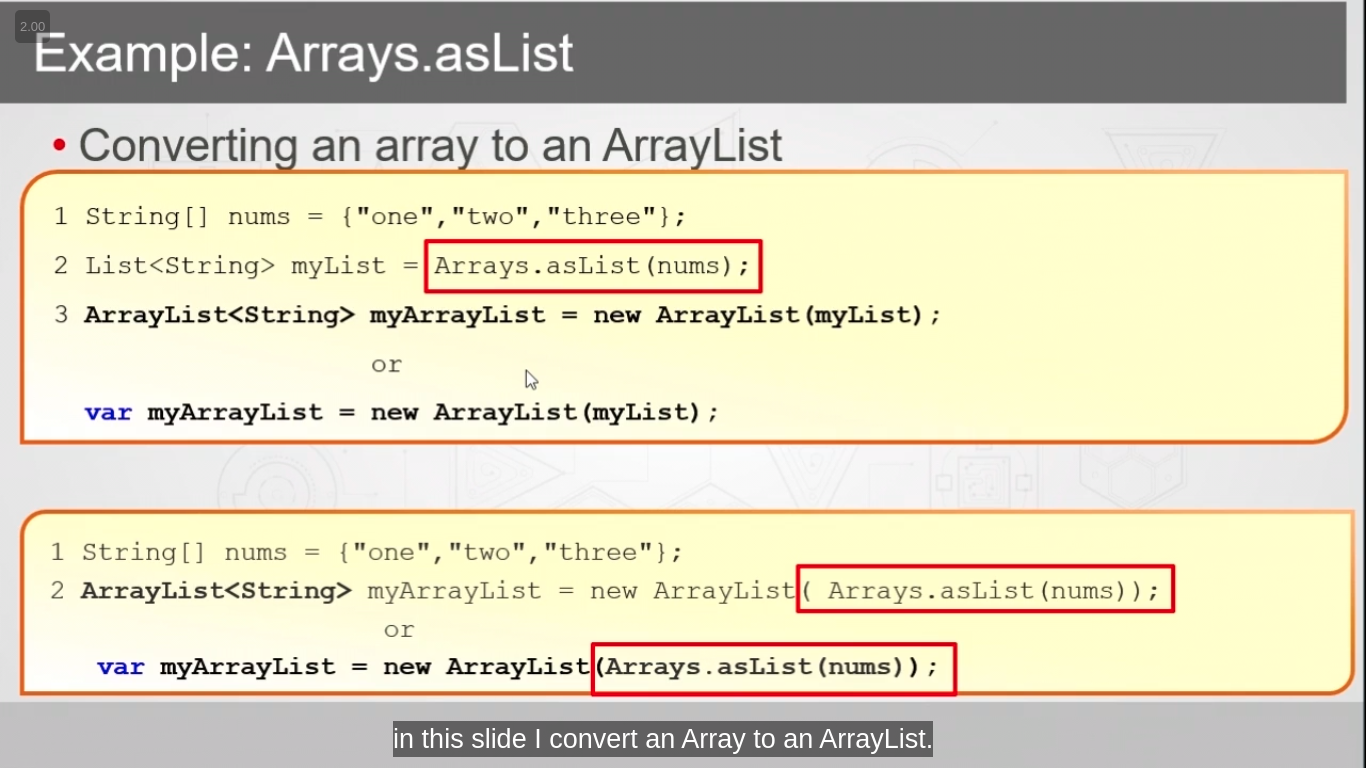 2.00
Example: Arrays.asList
• Converting an array to an ArrayList
1 String[] nums = {"one","two","three"};
2 List<String> myList = Arrays.asList(nums);
3 ArrayList<String> myArrayList = new ArrayList(myList);
or
var myArrayList = new ArrayList(myList);
1 String[] nums = {"one","two","three"};
2 ArrayList<String> myArrayList = new ArrayList( Arrays.asList(nums));
or
var myArrayList = new ArrayList(Arrays.asList(nums));
in this slide I convert an Array to an ArrayList.